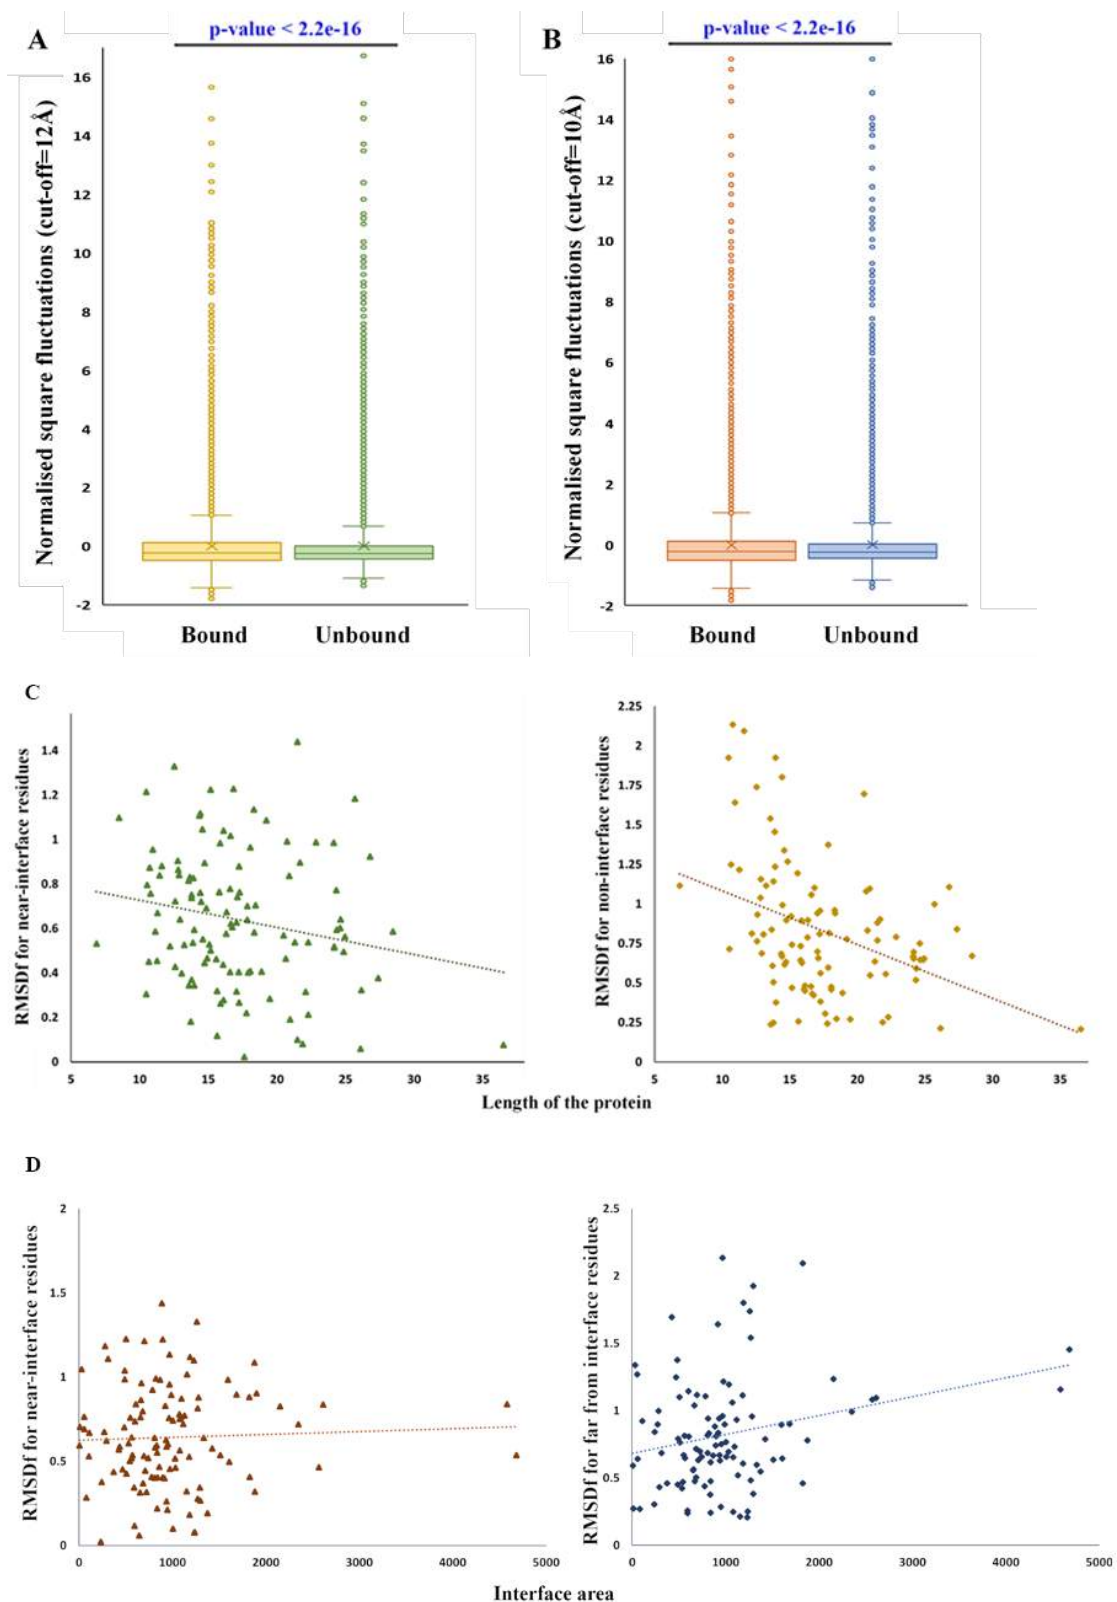 A
p-value < 2.2e-16
Normalised square fluctuations (cut-off=12Å)
16
14
12
10
8
6
4
2
0
-2
Bound Unbound
B
p-value < 2.2e-16
Normalised square fluctuations (cut-off=10Å)
16
14
12
10
8
6
4
2
0
-2
Bound Unbound
C
RMSDf for near-interface residues
1.4
1.2
1
0.8
0.6
0.4
0.2
0
5 10 15 20 25 30 35
RMSDf for non-interface residues
2.25
2
1.75
1.5
1.25
1
0.75
0.5
0.25
0
5 10 15 20 25 30 35
Length of the protein
D
RMSDf for near-interface residues
2
1.5
1
0.5
0
0 1000 2000 3000 4000 5000
RMSDf for far from interface residues
2.5
2
1.5
1
0.5
0
0 1000 2000 3000 4000 5000
Interface area